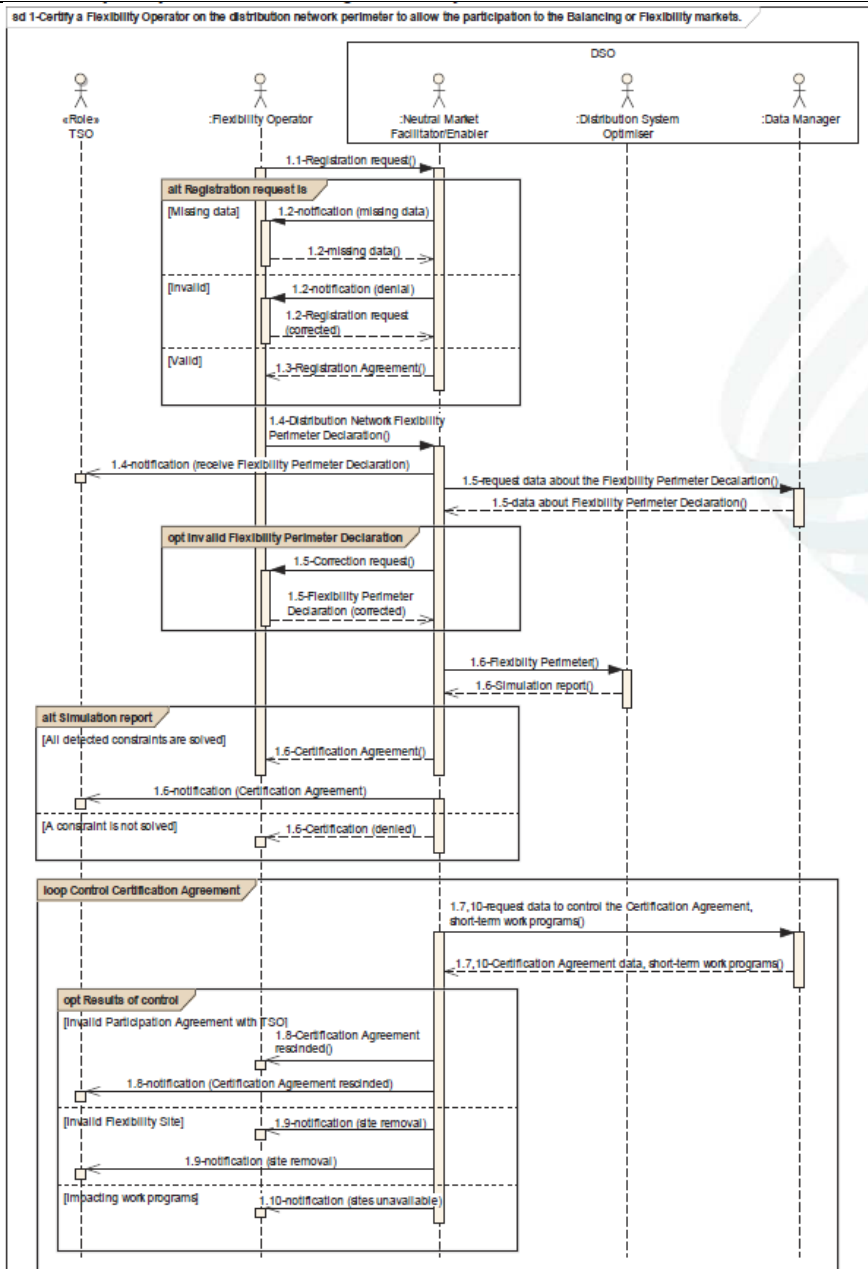 sd 1-Certify a Flexibility Operator on the distribution network perimeter to allow the participation to the Balancing or Flexibility markets.
DSO
«Role»
TSO
:Flexibility Operator
:Neutral Market
Facilitator/Enabler
:Distribution System
Optimiser
:Data Manager
1.1-Registration request()
alt Registration request is
[Missing data]
1.2-notification (missing data)
1.2-missing data()
[Invalid]
1.2-notification (denial)
1.2-Registration request
(corrected)
[Valid]
1.3-Registration Agreement()
1.4-Distribution Network Flexibility
Perimeter Declaration()
1.4-notification (receive Flexibility Perimeter Declaration)
1.5-request data about the Flexibility Perimeter Decalartion()
1.5-data about Flexibility Perimeter Declaration()
opt Invalid Flexibility Perimeter Declaration
1.5-Correction request()
1.5-Flexibility Perimeter
Declaration (corrected)
1.6-Flexibility Perimeter()
1.6-Simulation report()
alt Simulation report
[All detected constraints are solved]
1.6-Certification Agreement()
1.6-notification (Certification Agreement)
[A constraint is not solved]
1.6-Certification (denied)
loop Control Certification Agreement
1.7,10-request data to control the Certification Agreement,
short-term work programs()
1.7,10-Certification Agreement data, short-term work programs()
opt Results of control
[Invalid Participation Agreement with TSO]
1.8-Certification Agreement
rescinded()
1.8-notification (Certification Agreement rescinded)
[Invalid Flexibility Site]
1.9-notification (site removal)
1.9-notification (site removal)
[Impacting work programs]
1.10-notification (sites unavailable)